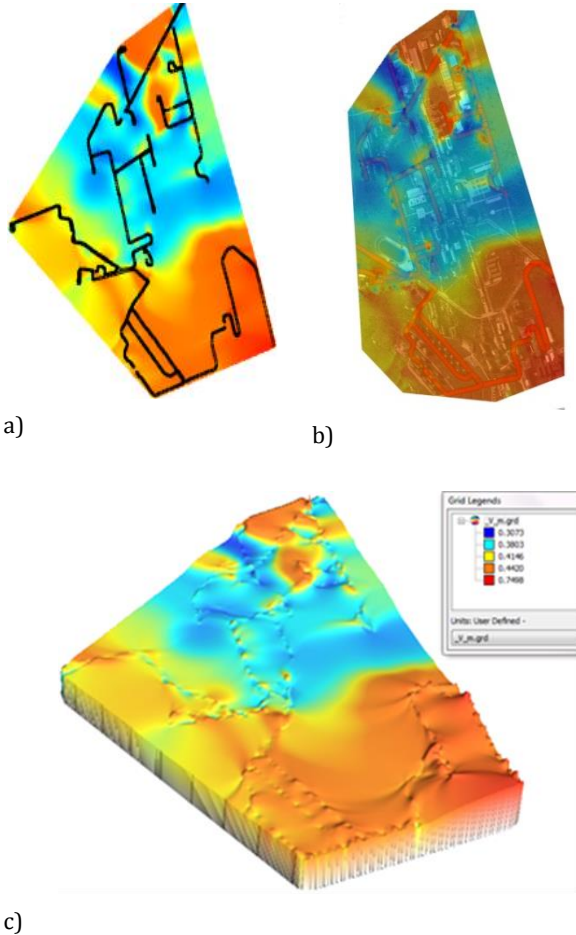 a)
b)
Grid Legends
_V_m.grd
0.3073
0.3803
0.4146
0.4420
0.7498
Units: User Defined -
_V_m.grd
c)